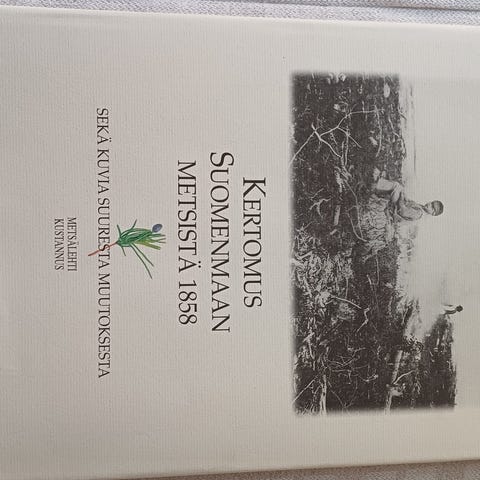 KERTOMUS
SUOMENMAAN
METSISTÄ 1858
SEKÄ KUVIA SUURESTA MUUTOKSESTA
METSÄLEHTI
KUSTANNUS